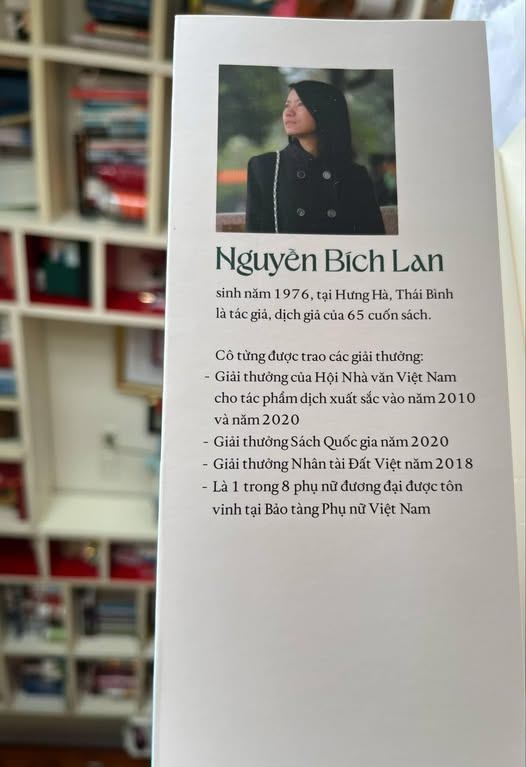 Nguyễn Bích Lan
sinh năm 1976, tại Hưng Hà, Thái Bình
là tác giả, dịch giả của 65 cuốn sách.
Cô từng được trao các giải thưởng:
- Giải thưởng của Hội Nhà văn Việt Nam
cho tác phẩm dịch xuất sắc vào năm 2010
và năm 2020
- Giải thưởng Sách Quốc gia năm 2020
- Giải thưởng Nhân tài Đất Việt năm 2018
- Là 1 trong 8 phụ nữ đương đại được tôn
vinh tại Bảo tàng Phụ nữ Việt Nam